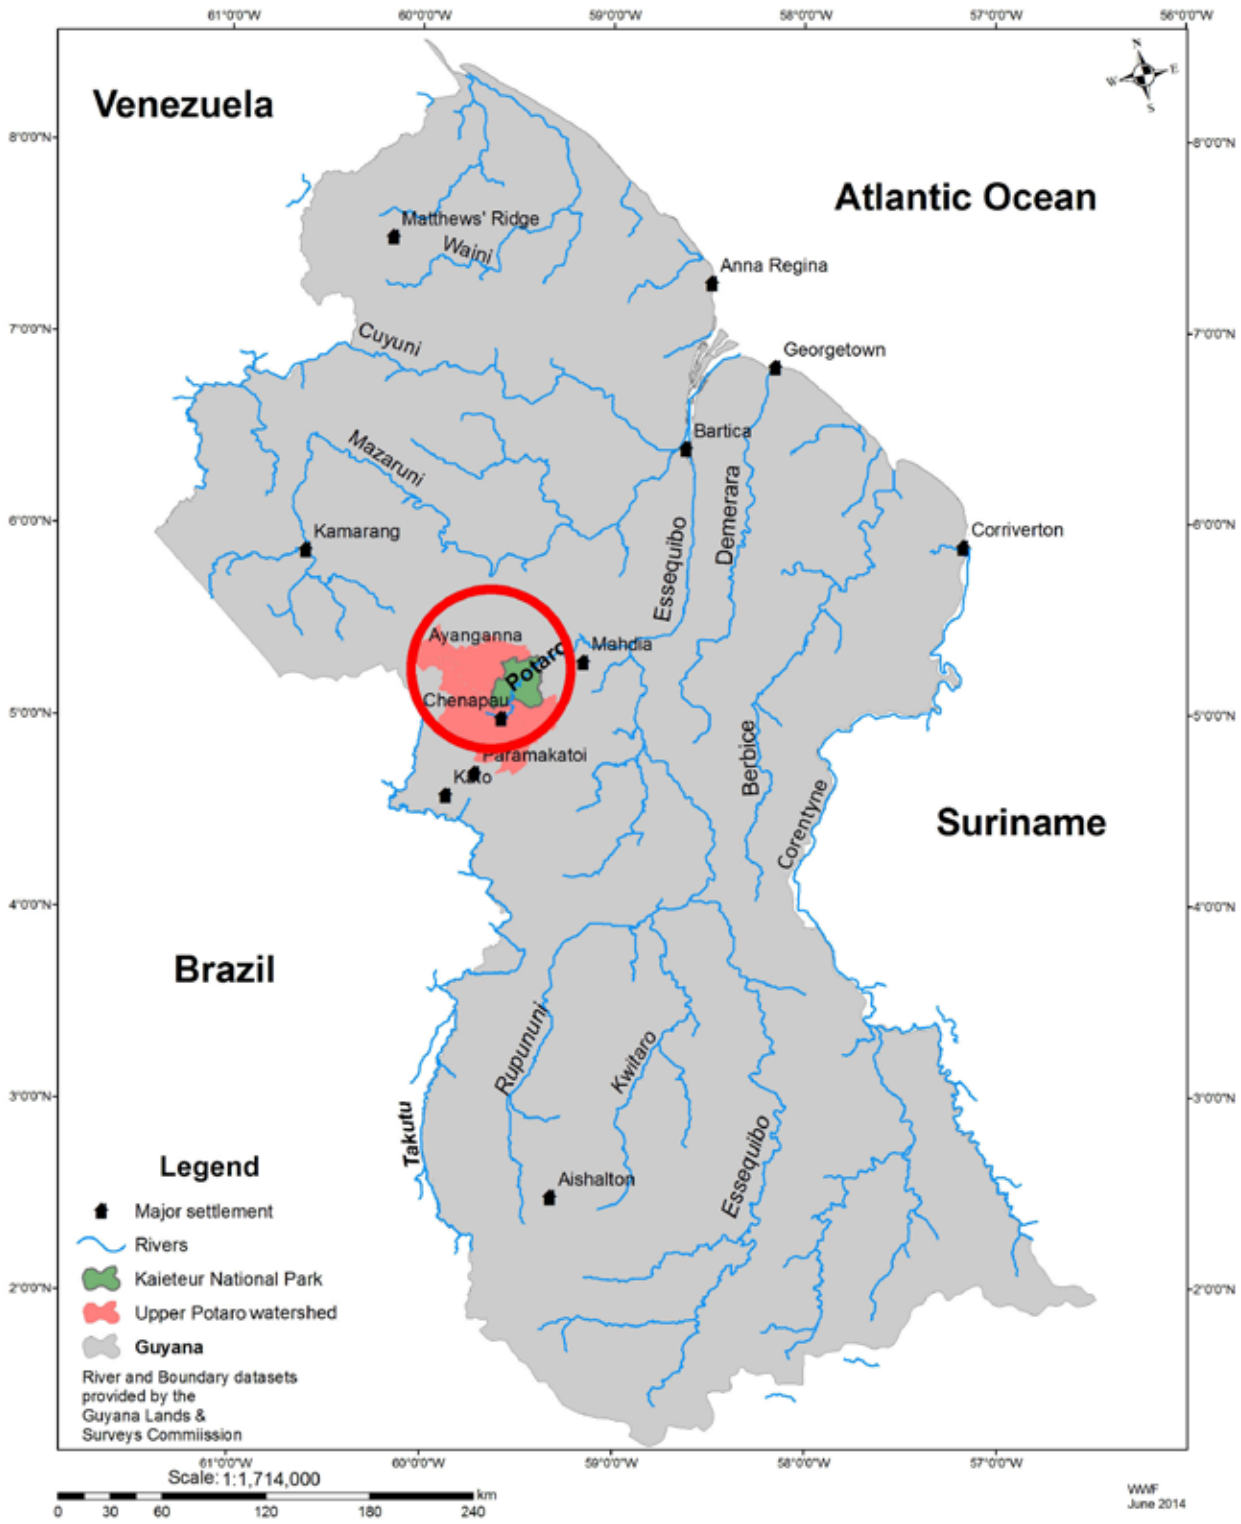 61°0'0"W
60°0'0"W
59°0'0"W
58°0'0"W
57°0'0"W
56°0'0"W
N
W
E
S
Venezuela
8°0'0"N
8°0'0"N
Atlantic Ocean
Matthews' Ridge
Waini
Anna Regina
7°0'0"N
7°0'0"N
Cuyuni
Georgetown
Bartica
Mazaruni
Demerara
6°0'0"N
6°0'0"N
Kamarang
Essequibo
Corriverton
Ayanganna
Potaro
Mahdia
Chenapau
5°0'0"N
5°0'0"N
Paramakatoi
Kato
Berbice
Corentyne
Suriname
4°0'0"N
4°0'0"N
Brazil
Rupununi
Kwitaro
3°0'0"N
3°0'0"N
Takutu
Essequibo
Aishalton
Legend
Major settlement
Rivers
Kaieteur National Park
2°0'0"N
2°0'0"N
Upper Potaro watershed
Guyana
River and Boundary datasets
provided by the
Guyana Lands &
Surveys Commiission
61°0'0"W
60°0'0"W
59°0'0"W
58°0'0"W
57°0'0"W
Scale: 1:1,714,000
km
0 30 60 120 180 240
WWF
June 2014